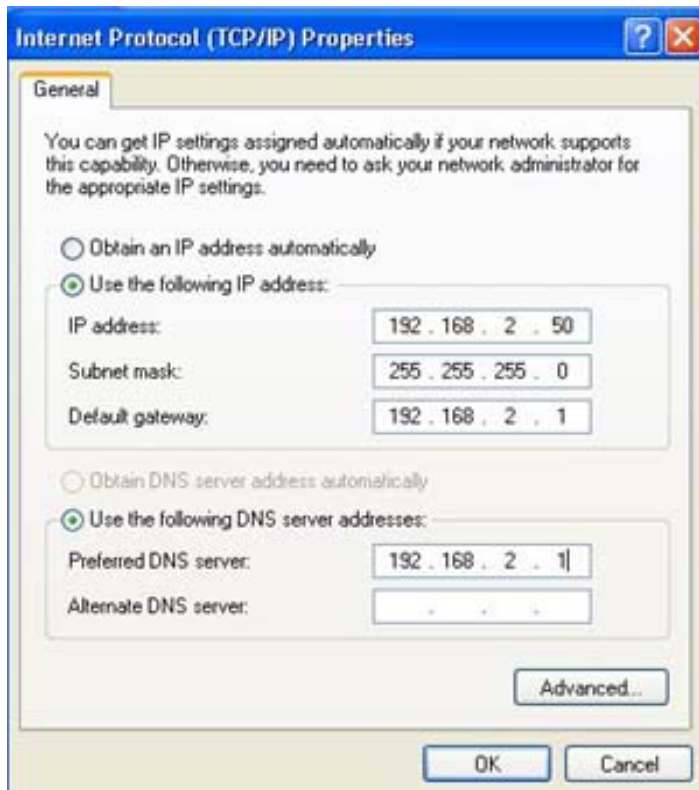 Internet Protocol (TCP/IP) Properties
General
You can get IP settings assigned automatically if your network supports
this capability. Otherwise, you need to ask your network administrator for
the appropriate IP settings.
Obtain an IP address automatically
Use the following IP address:
IP address: 192 . 168 . 2 . 50
Subnet mask: 255 . 255 . 255 . 0
Default gateway: 192 . 168 . 2 . 1
Obtain DNS server address automatically
Use the following DNS server addresses:
Preferred DNS server: 192 . 168 . 2 . 1
Alternate DNS server: . . .
Advanced...
OK Cancel